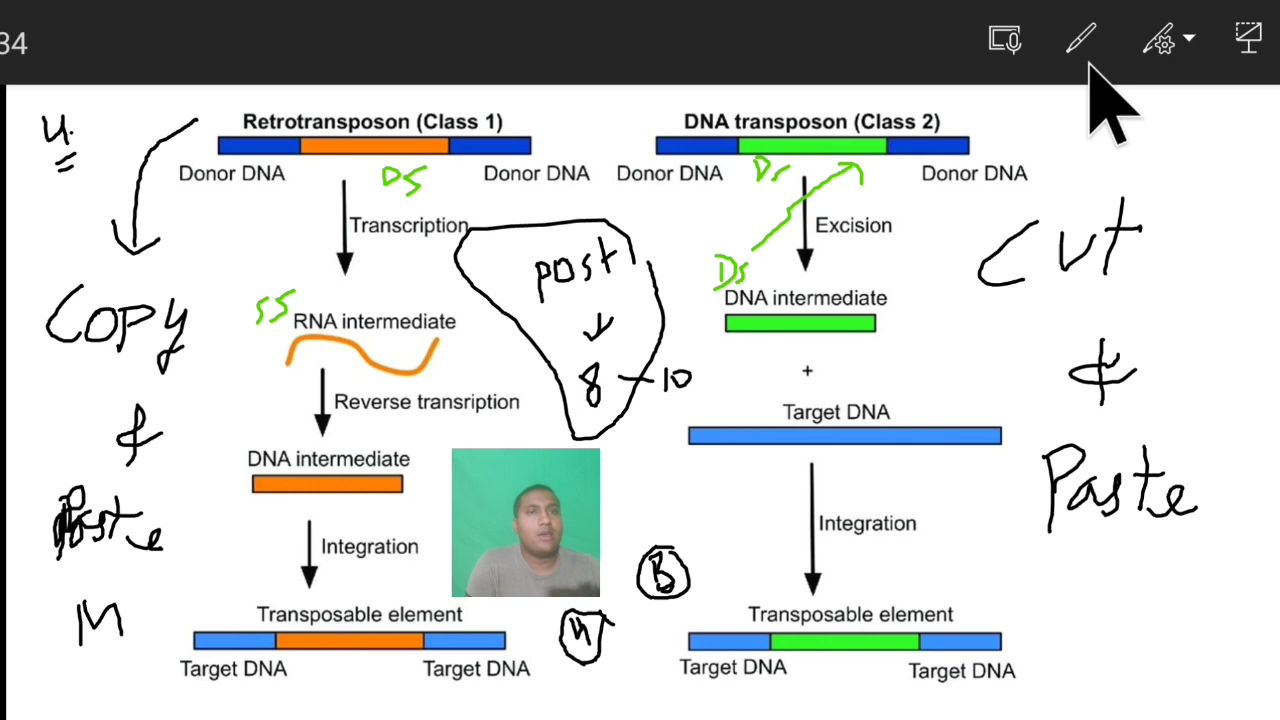 34
4.
Retrotransposon (Class 1)
Donor DNA
DS
Donor DNA
Transcription
SS
RNA intermediate
Reverse transription
DNA intermediate
Integration
Transposable element
Target DNA
Target DNA
COPY
&
Paste
M
post
8 - 10
DNA transposon (Class 2)
Donor DNA
Ds
Donor DNA
Excision
Ds
DNA intermediate
+
Target DNA
Integration
B
Transposable element
Target DNA
Target DNA
CUt
&
Paste